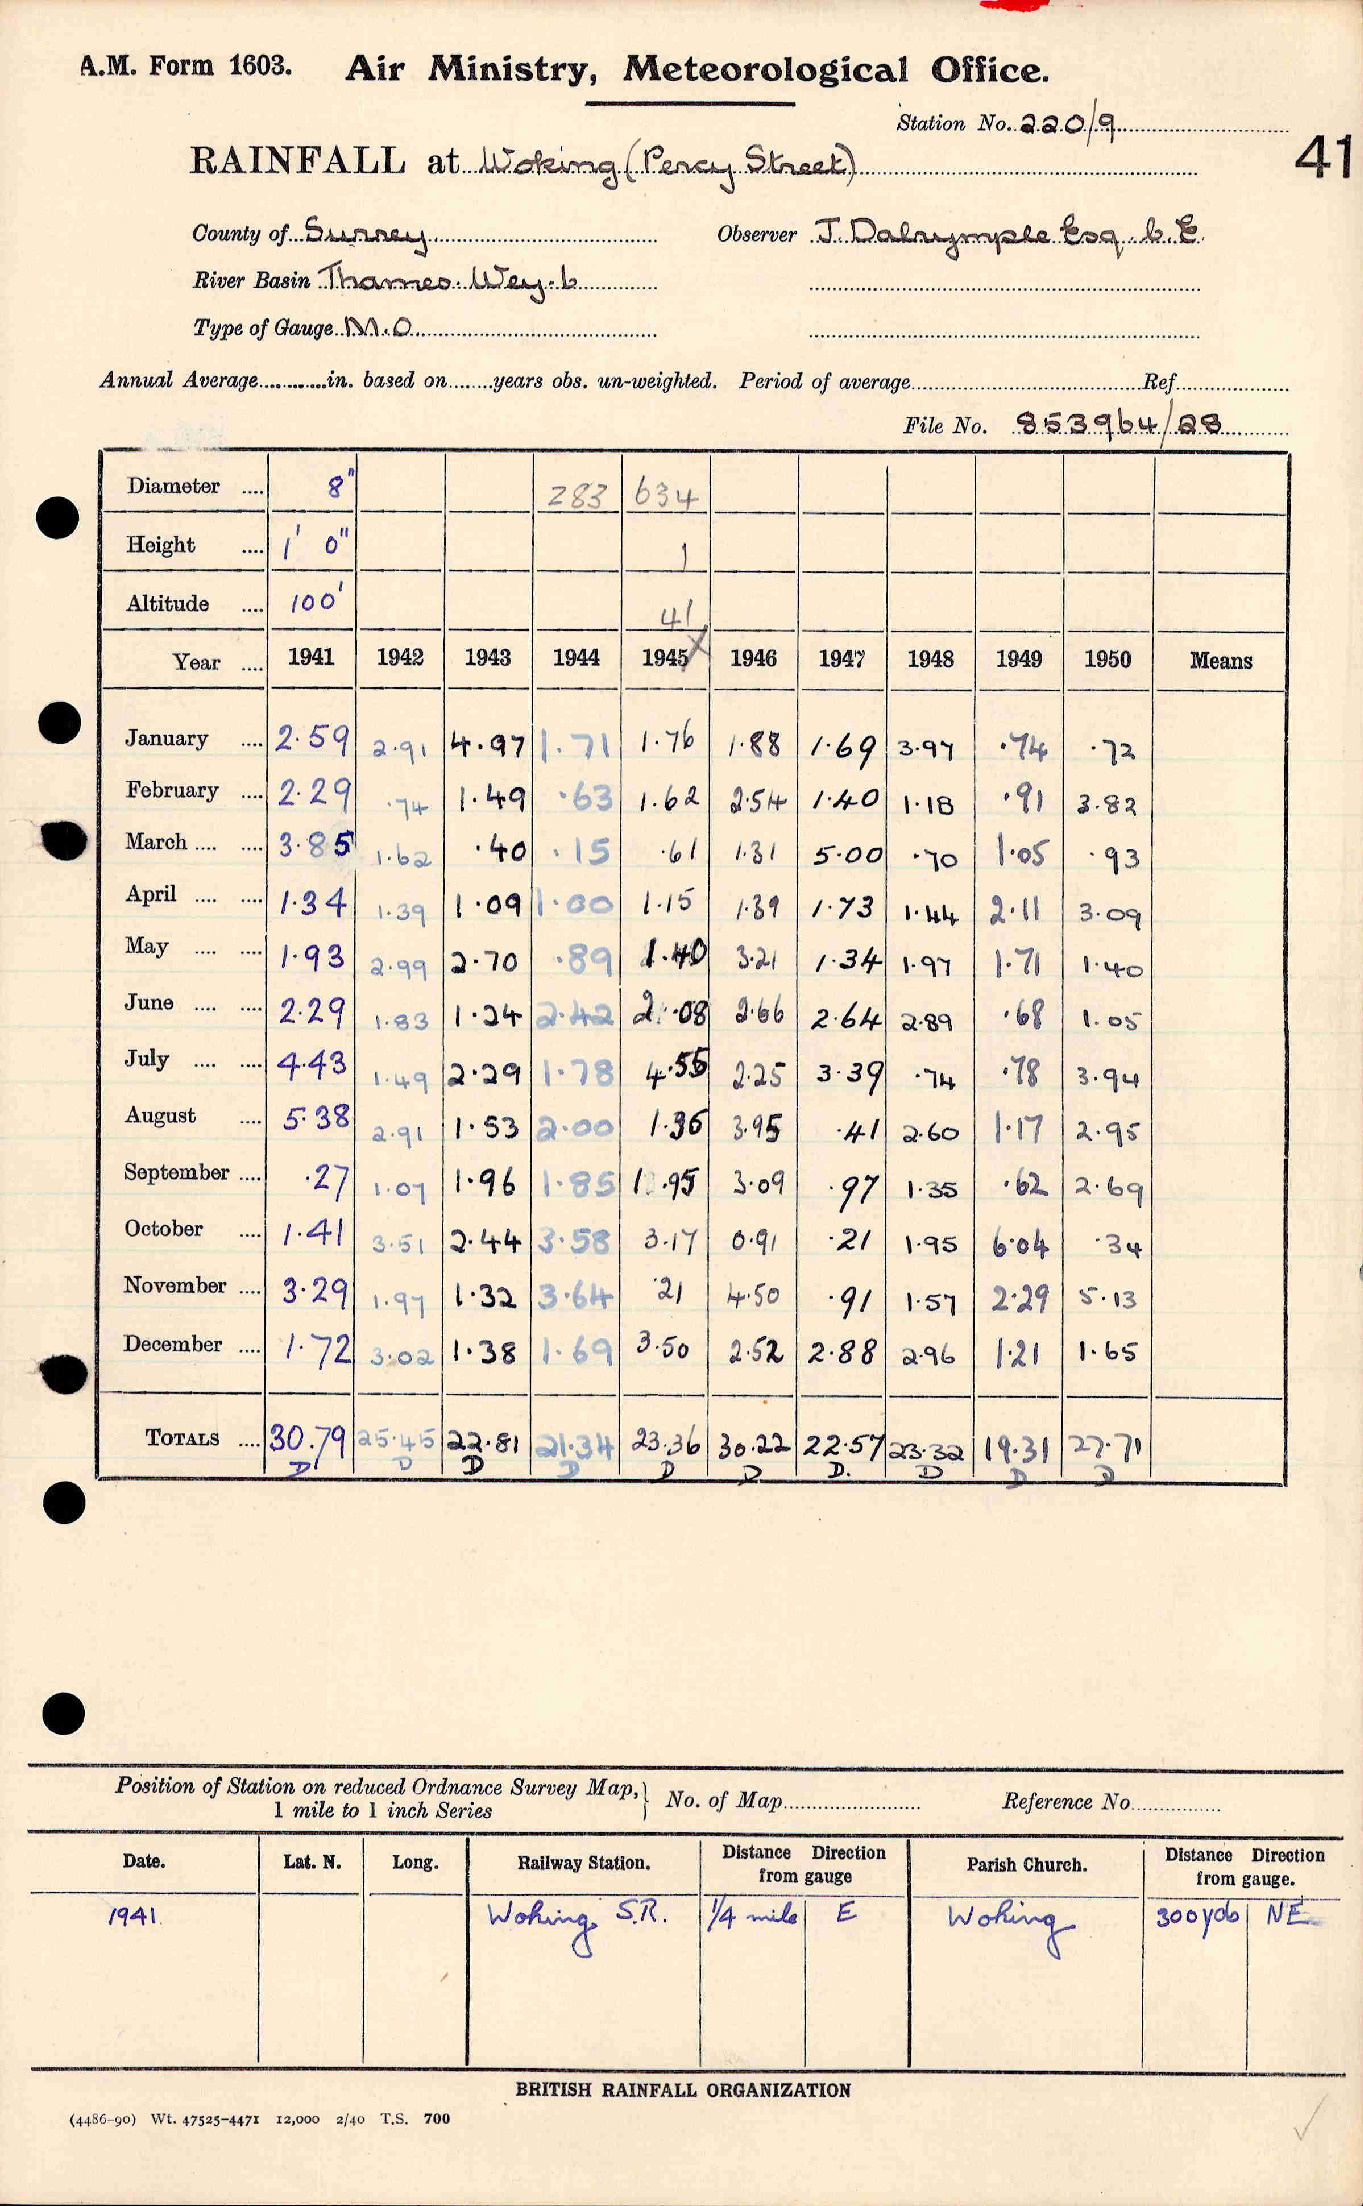 A.M. Form 1603. Air Ministry, Meteorological Office.
Station No. 220/9
41
RAINFALL at Woking (Percy Street)
County of Surrey Observer J. Dalrymple Esq. C.E.
River Basin Thames. Wey. b
Type of Gauge M.O.
Annual Average............in. based on........years obs. un-weighted. Period of average Ref
File No. 853964/28
Diameter .... 8" 283 634
Height .... 1' 0" 1
Altitude .... 100' 41
Year .... 1941 1942 1943 1944 1945 X 1946 1947 1948 1949 1950 Means
January .... 2.59 2.91 4.97 1.71 1.76 1.88 1.69 3.97 .74 .72
February .... 2.29 .74 1.49 .63 1.62 2.54 1.40 1.18 .91 3.82
March .... .... 3.85 1.62 .40 .15 .61 1.31 5.00 .70 1.05 .93
April .... .... 1.34 1.39 1.09 1.00 1.15 1.39 1.73 1.44 2.11 3.09
May .... .... 1.93 2.99 2.70 .89 1.40 3.21 1.34 1.97 1.71 1.40
June .... .... 2.29 1.83 1.24 2.42 2.08 2.66 2.64 2.89 .68 1.05
July .... .... 4.43 1.49 2.29 1.78 4.55 2.25 3.39 .74 .78 3.94
August .... 5.38 2.91 1.53 2.00 1.36 3.95 .41 2.60 1.17 2.95
September .... .27 1.07 1.96 1.85 1.95 3.09 .97 1.35 .62 2.69
October .... 1.41 3.51 2.44 3.58 3.17 0.91 .21 1.95 6.04 .34
November .... 3.29 1.97 1.32 3.64 .21 4.50 .91 1.57 2.29 5.13
December .... 1.72 3.02 1.38 1.69 3.50 2.52 2.88 2.96 1.21 1.65
TOTALS .... 30.79 25.45 22.81 21.34 23.36 30.22 22.57 23.32 19.31 27.71
D D D D D D D. D D D
Position of Station on reduced Ordnance Survey Map, 1 mile to 1 inch Series No. of Map Reference No
Date. Lat. N. Long. Railway Station. Distance Direction from gauge Parish Church. Distance Direction from gauge.
1941. Woking S.R. 1/4 mile E Woking 300 yds NE
BRITISH RAINFALL ORGANIZATION
(4486-90) Wt. 47525-4471 12,000 2/40 T.S. 700